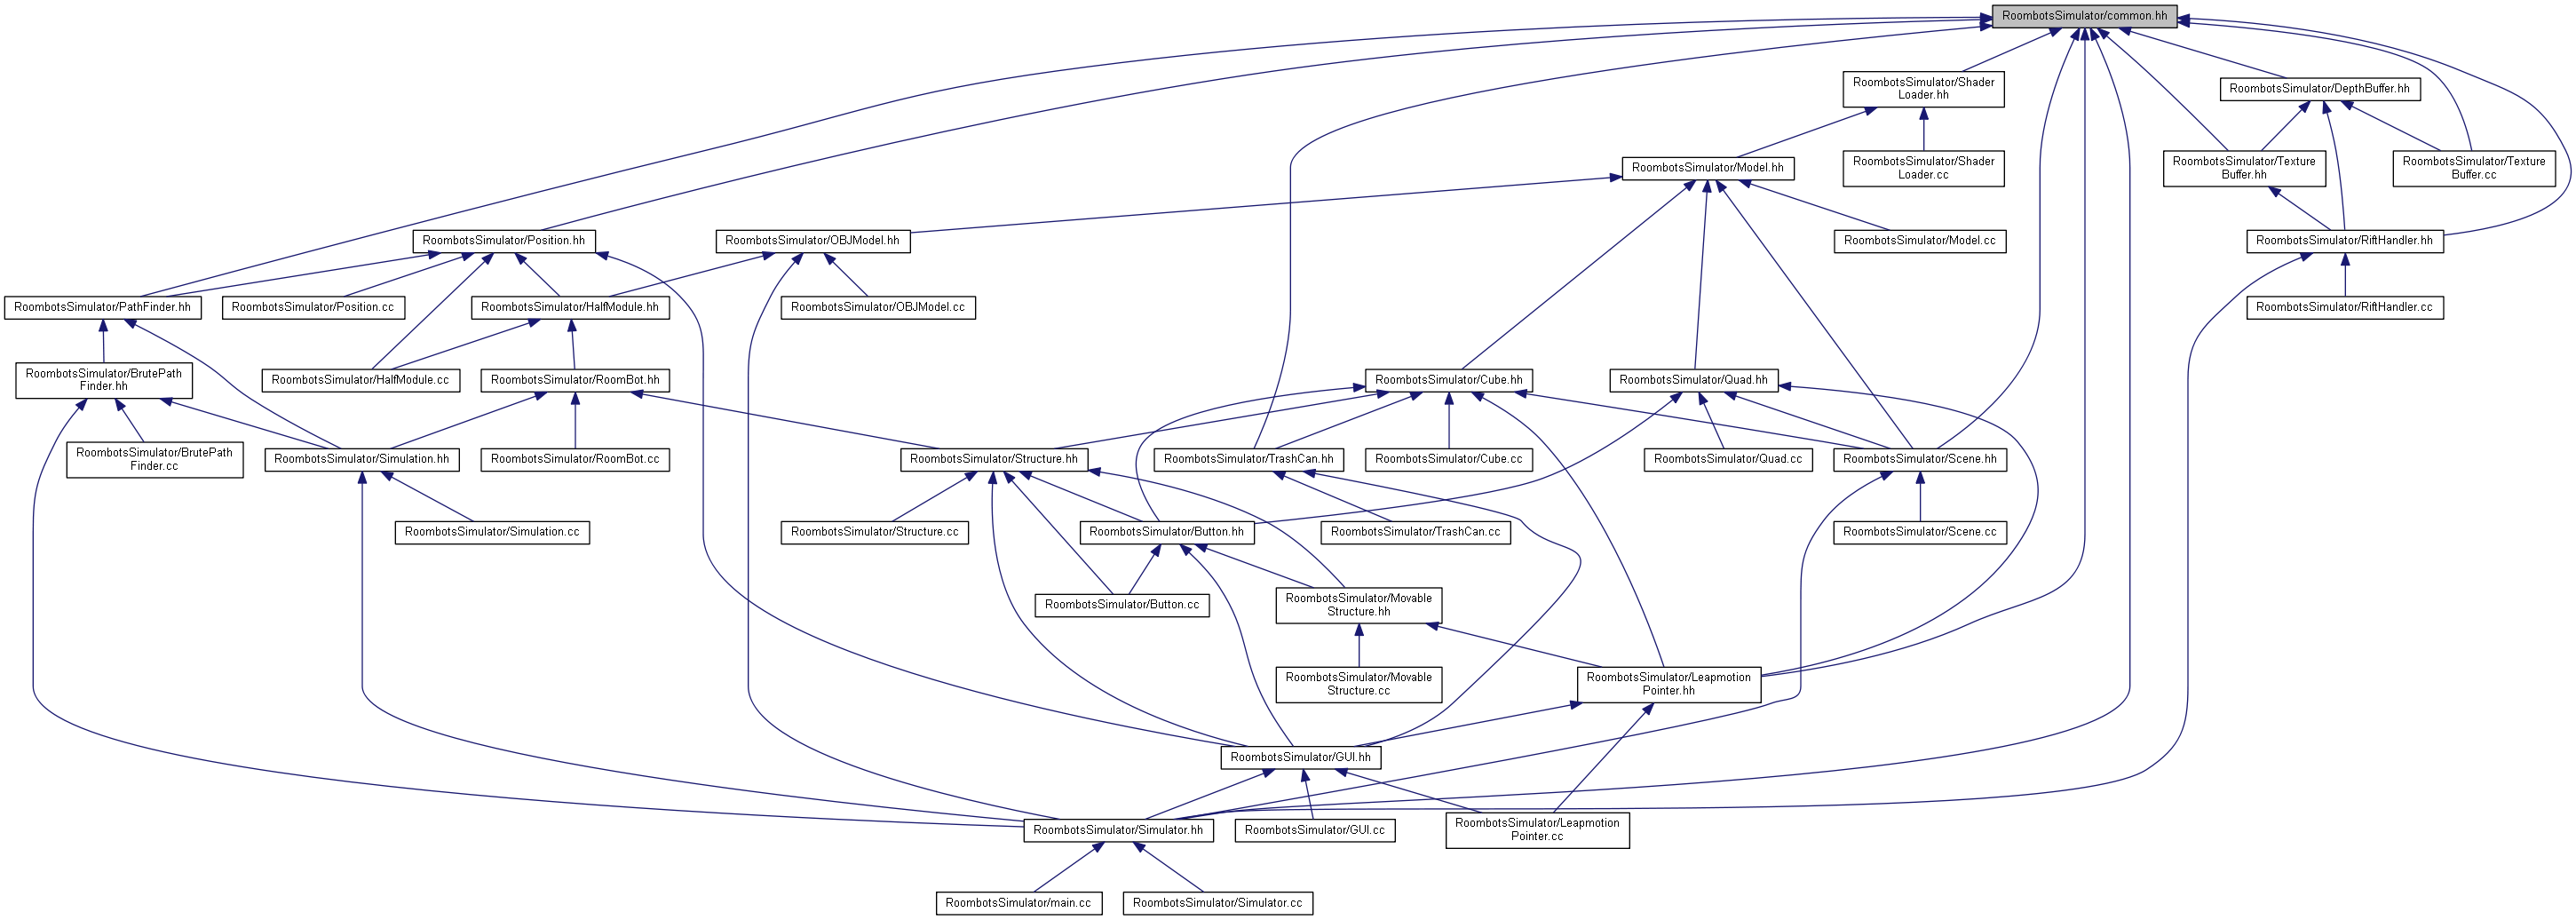 RoombotsSimulator/common.hh
RoombotsSimulator/Shader
Loader.hh
RoombotsSimulator/DepthBuffer.hh
RoombotsSimulator/Model.hh
RoombotsSimulator/Shader
Loader.cc
RoombotsSimulator/Texture
Buffer.hh
RoombotsSimulator/Texture
Buffer.cc
RoombotsSimulator/Position.hh
RoombotsSimulator/OBJModel.hh
RoombotsSimulator/Model.cc
RoombotsSimulator/RiftHandler.hh
RoombotsSimulator/PathFinder.hh
RoombotsSimulator/Position.cc
RoombotsSimulator/HalfModule.hh
RoombotsSimulator/OBJModel.cc
RoombotsSimulator/RiftHandler.cc
RoombotsSimulator/BrutePath
Finder.hh
RoombotsSimulator/HalfModule.cc
RoombotsSimulator/RoomBot.hh
RoombotsSimulator/Cube.hh
RoombotsSimulator/Quad.hh
RoombotsSimulator/BrutePath
Finder.cc
RoombotsSimulator/Simulation.hh
RoombotsSimulator/RoomBot.cc
RoombotsSimulator/Structure.hh
RoombotsSimulator/TrashCan.hh
RoombotsSimulator/Cube.cc
RoombotsSimulator/Quad.cc
RoombotsSimulator/Scene.hh
RoombotsSimulator/Simulation.cc
RoombotsSimulator/Structure.cc
RoombotsSimulator/Button.hh
RoombotsSimulator/TrashCan.cc
RoombotsSimulator/Scene.cc
RoombotsSimulator/Button.cc
RoombotsSimulator/Movable
Structure.hh
RoombotsSimulator/Movable
Structure.cc
RoombotsSimulator/Leapmotion
Pointer.hh
RoombotsSimulator/GUI.hh
RoombotsSimulator/Simulator.hh
RoombotsSimulator/GUI.cc
RoombotsSimulator/Leapmotion
Pointer.cc
RoombotsSimulator/main.cc
RoombotsSimulator/Simulator.cc